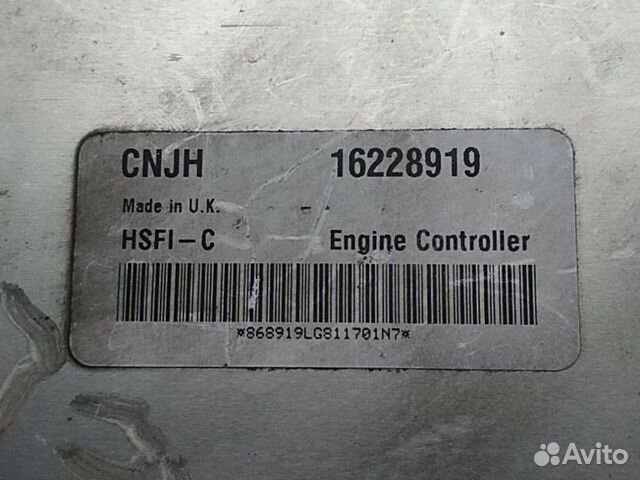 CNJH 16228919
Made in U.K.
HSFI-C Engine Controller
*868919LG811701N7*
Avito